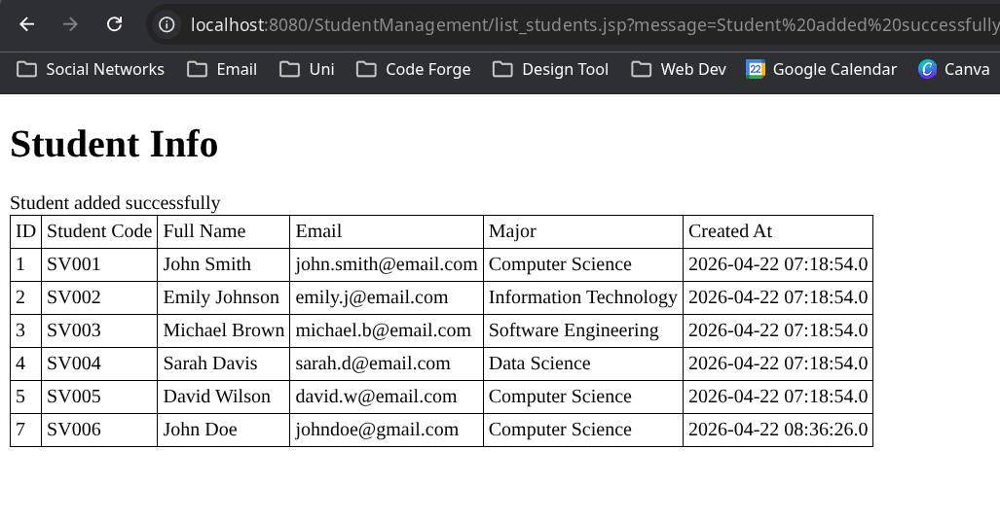 localhost:8080/StudentManagement/list_students.jsp?message=Student%20added%20successfully
Social Networks Email Uni Code Forge Design Tool Web Dev 22 Google Calendar C Canva
Student Info
Student added successfully
ID Student Code Full Name Email Major Created At
1 SV001 John Smith john.smith@email.com Computer Science 2026-04-22 07:18:54.0
2 SV002 Emily Johnson emily.j@email.com Information Technology 2026-04-22 07:18:54.0
3 SV003 Michael Brown michael.b@email.com Software Engineering 2026-04-22 07:18:54.0
4 SV004 Sarah Davis sarah.d@email.com Data Science 2026-04-22 07:18:54.0
5 SV005 David Wilson david.w@email.com Computer Science 2026-04-22 07:18:54.0
7 SV006 John Doe johndoe@gmail.com Computer Science 2026-04-22 08:36:26.0